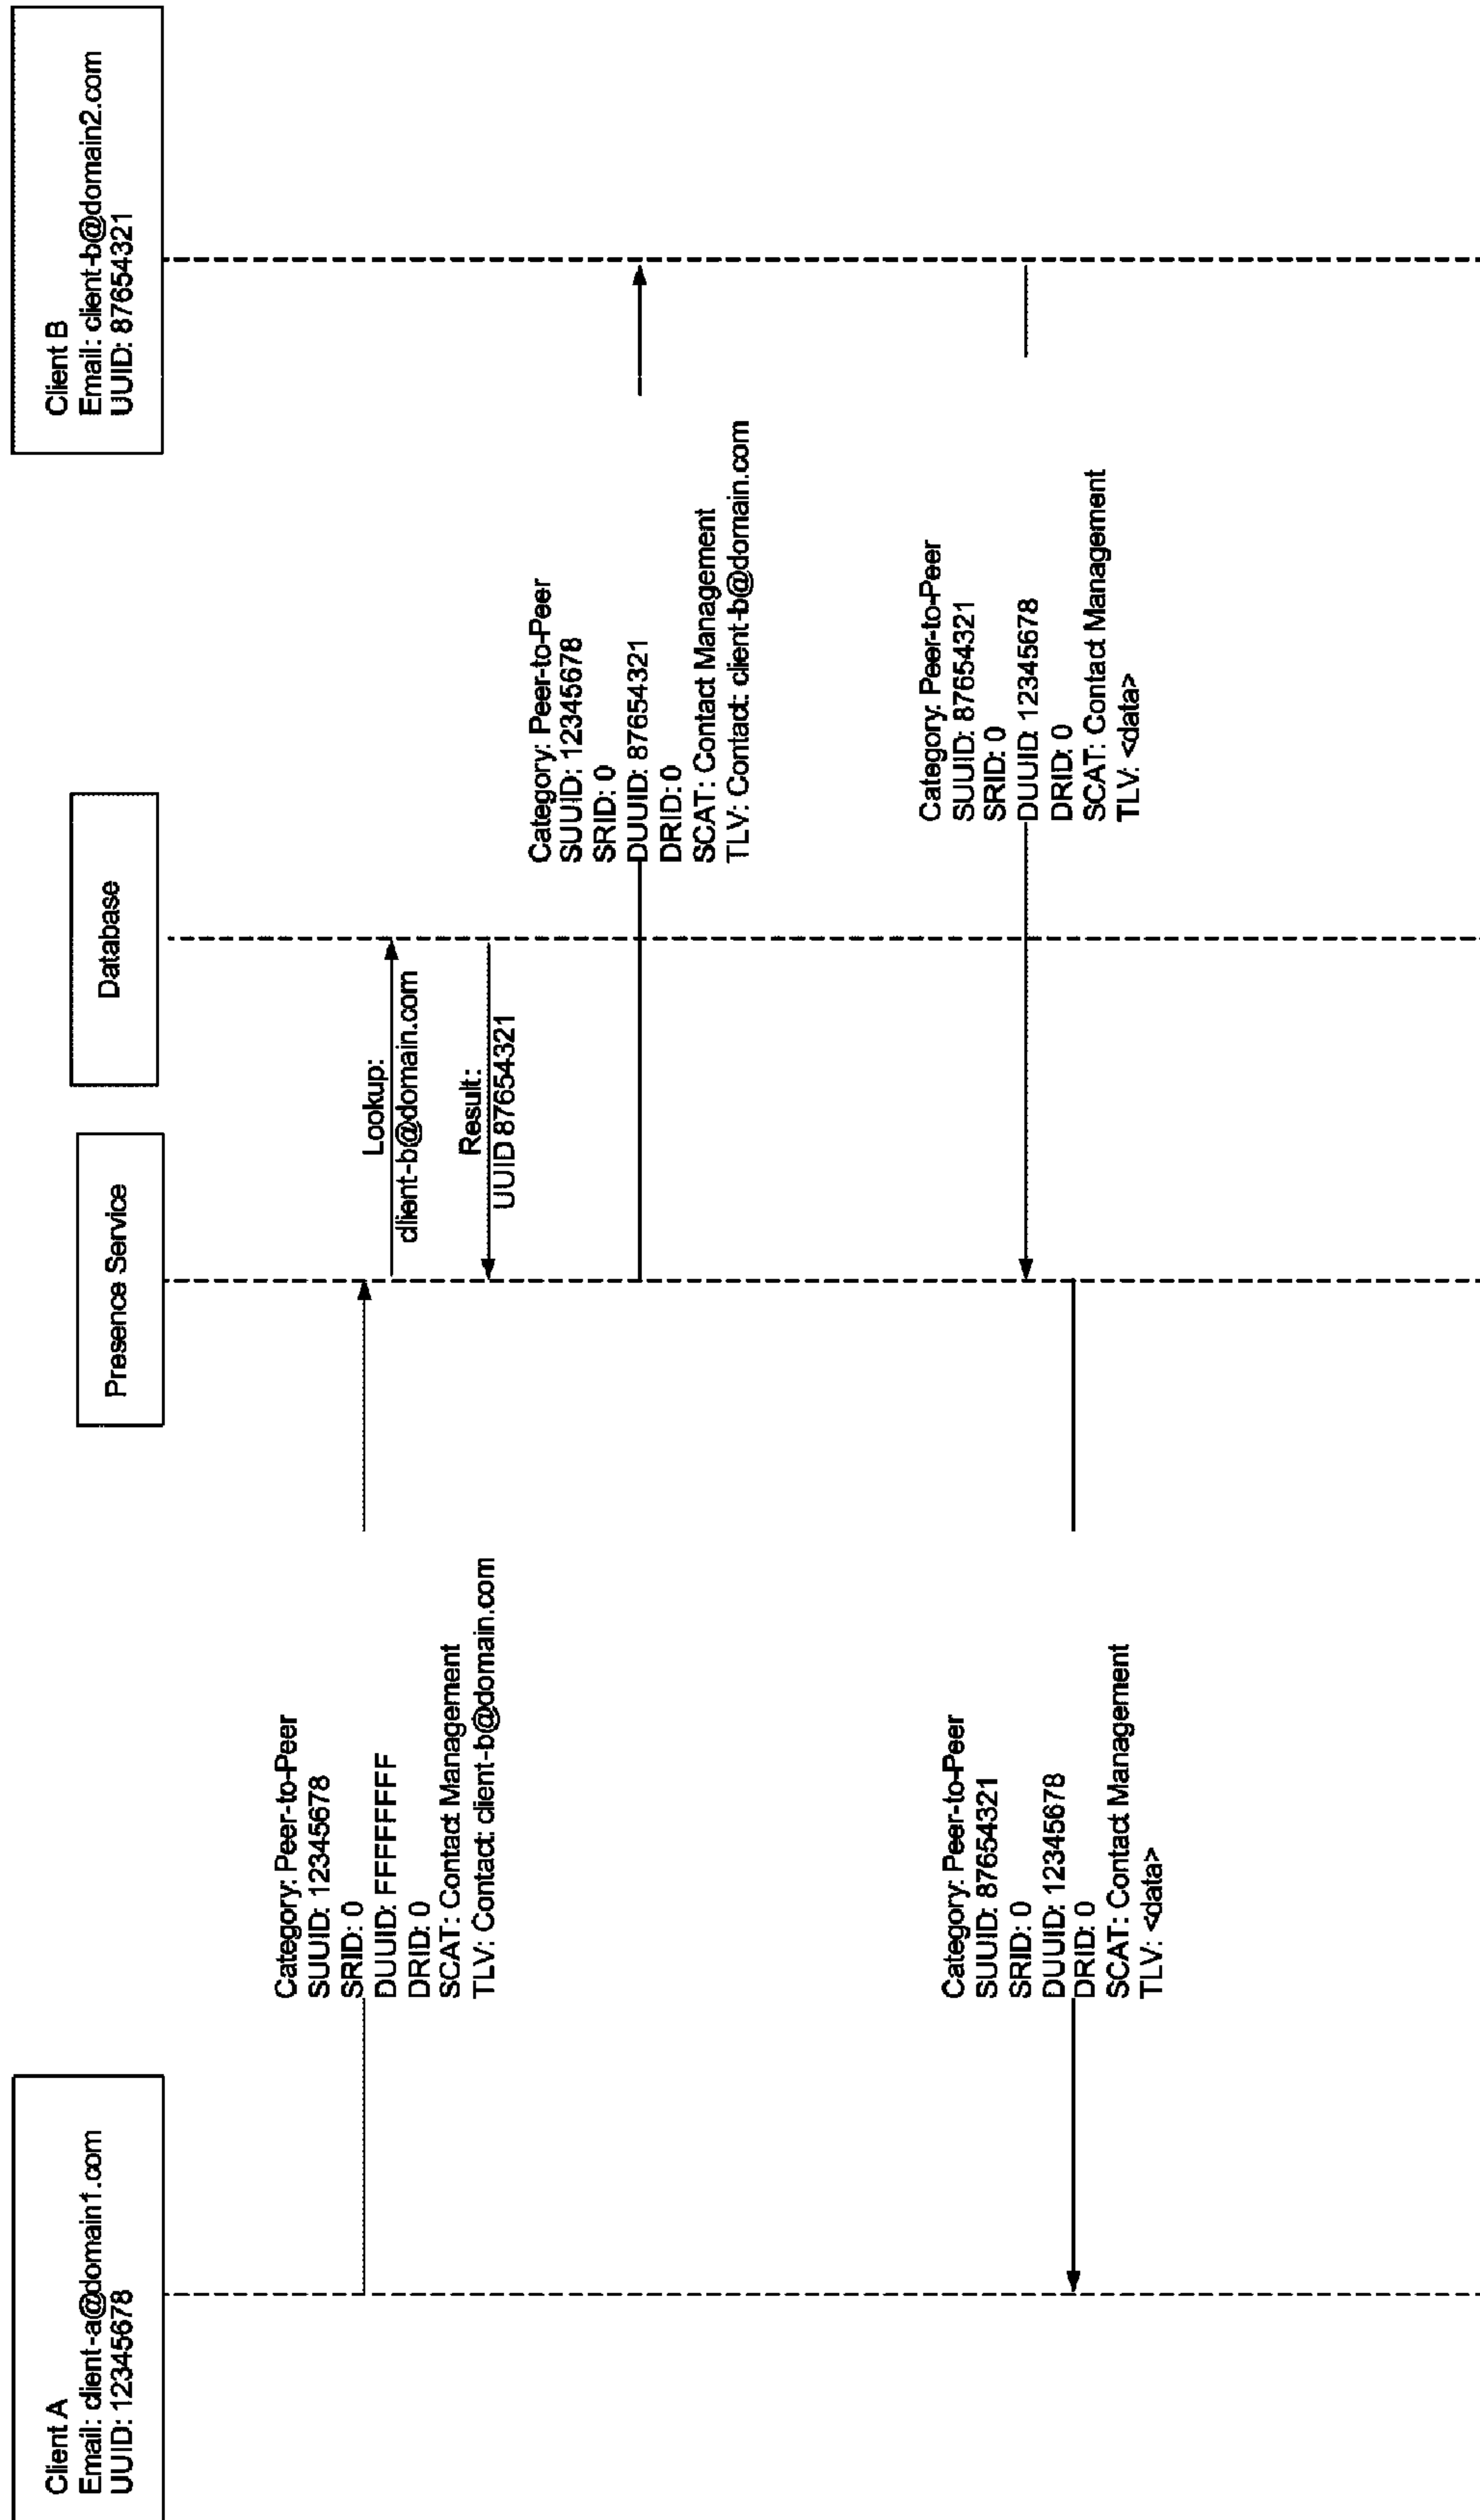 Client A
Email: client-a@domain1.com
UUID: 12345678
Presence Service
Database
Client B
Email: client-b@domain2.com
UUID: 87654321
Category: Peer-to-Peer
SUUID: 12345678
SRID: 0
DUUID: FFFFFFFF
DRID: 0
SCAT: Contact Management
TLV: Contact: client-b@domain.com
Lookup:
client-b@domain.com
Result:
UUID 87654321
Category: Peer-to-Peer
SUUID: 12345678
SRID: 0
DUUID: 87654321
DRID: 0
SCAT: Contact Management
TLV: Contact: client-b@domain.com
Category: Peer-to-Peer
SUUID: 87654321
SRID: 0
DUUID: 12345678
DRID: 0
SCAT: Contact Management
TLV: <data>
Category: Peer-to-Peer
SUUID: 87654321
SRID: 0
DUUID: 12345678
DRID: 0
SCAT: Contact Management
TLV: <data>